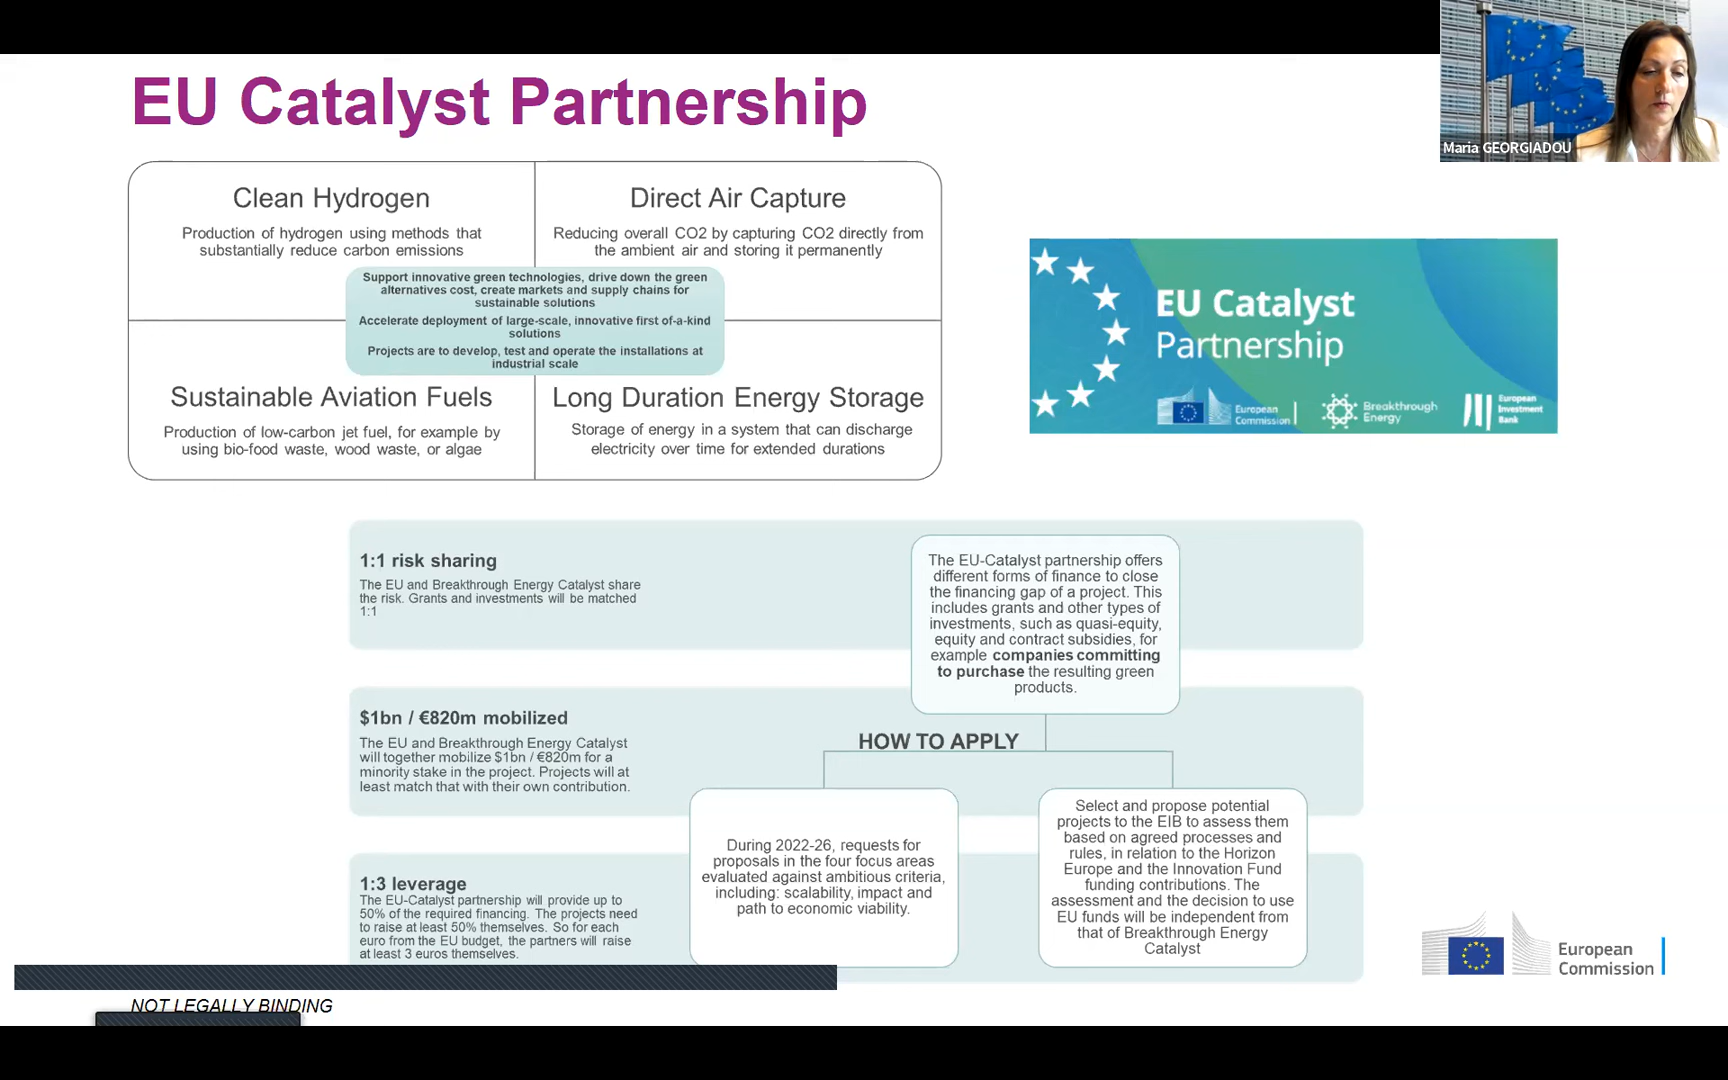 EU Catalyst Partnership
Maria GEORGIADOU
Clean Hydrogen
Production of hydrogen using methods that
substantially reduce carbon emissions
Direct Air Capture
Reducing overall CO2 by capturing CO2 directly from
the ambient air and storing it permanently
Support innovative green technologies, drive down the green
alternatives cost, create markets and supply chains for
sustainable solutions
Accelerate deployment of large-scale, innovative first of-a-kind
solutions
Projects are to develop, test and operate the installations at
industrial scale
Sustainable Aviation Fuels
Production of low-carbon jet fuel, for example by
using bio-food waste, wood waste, or algae
Long Duration Energy Storage
Storage of energy in a system that can discharge
electricity over time for extended durations
EU Catalyst
Partnership
European
Commission
Breakthrough
Energy
European
Investment
Bank
1:1 risk sharing
The EU and Breakthrough Energy Catalyst share
the risk. Grants and investments will be matched
1:1
The EU-Catalyst partnership offers
different forms of finance to close
the financing gap of a project. This
includes grants and other types of
investments, such as quasi-equity,
equity and contract subsidies, for
example companies committing
to purchase the resulting green
products.
$1bn / €820m mobilized
The EU and Breakthrough Energy Catalyst
will together mobilize $1bn / €820m for a
minority stake in the project. Projects will at
least match that with their own contribution.
HOW TO APPLY
During 2022-26, requests for
proposals in the four focus areas
evaluated against ambitious criteria,
including: scalability, impact and
path to economic viability.
Select and propose potential
projects to the EIB to assess them
based on agreed processes and
rules, in relation to the Horizon
Europe and the Innovation Fund
funding contributions. The
assessment and the decision to use
EU funds will be independent from
that of Breakthrough Energy
Catalyst
1:3 leverage
The EU-Catalyst partnership will provide up to
50% of the required financing. The projects need
to raise at least 50% themselves. So for each
euro from the EU budget, the partners will raise
at least 3 euros themselves.
European
Commission
NOT LEGALLY BINDING